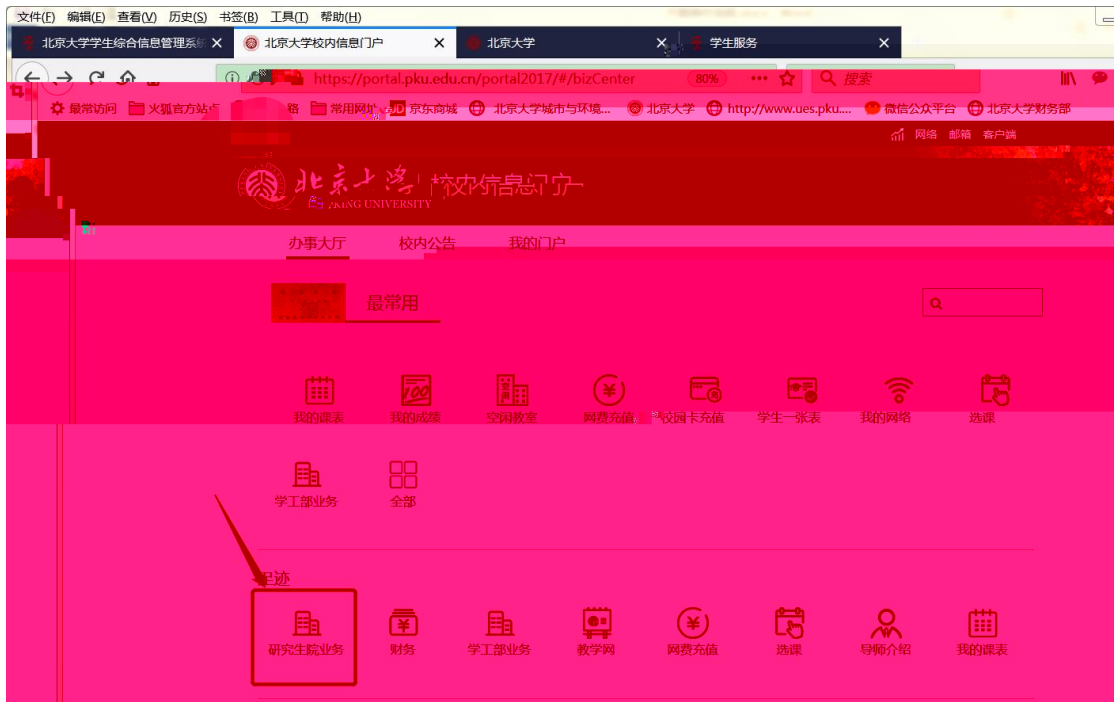 文件(F) 编辑(E) 查看(V) 历史(S) 书签(B) 工具(T) 帮助(H)
北京大学学生综合信息管理系统 北京大学校内信息门户 北京大学 学生服务
https://portal.pku.edu.cn/portal2017/#/bizCenter 80% 搜索
最常访问 火狐官方站点 常用网址 JD 京东商城 北京大学城市与环境... 北京大学 http://www.ues.pku.... 微信公众平台 北京大学财务部
网络 邮箱 客户端
北京大学 校内信息门户
PEKING UNIVERSITY
办事大厅 校内公告 我的门户
最常用
我的课表 我的成绩 空闲教室 网费充值 校园卡充值 学生一张表 我的网络 选课
学工部业务 全部
足迹
研究生院业务 财务 学工部业务 教学网 网费充值 选课 导师介绍 我的课表